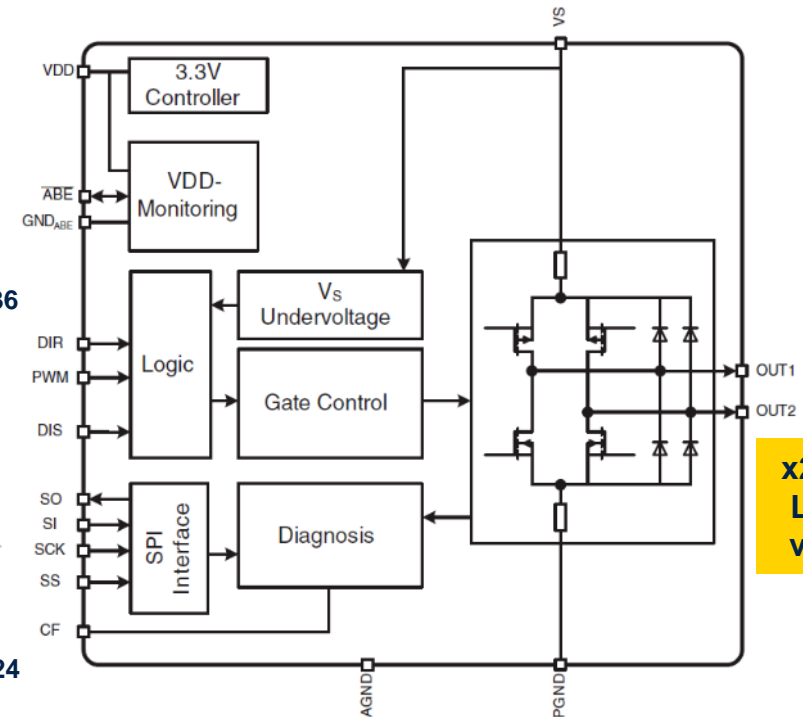 VS
VDD
3.3V
Controller
ABE
GNDABE
VDD-
Monitoring
36
VS
Undervoltage
DIR
PWM
DIS
Logic
Gate Control
OUT1
OUT2
SO
SI
SCK
SS
CF
SPI
Interface
Diagnosis
24
AGND
PGND